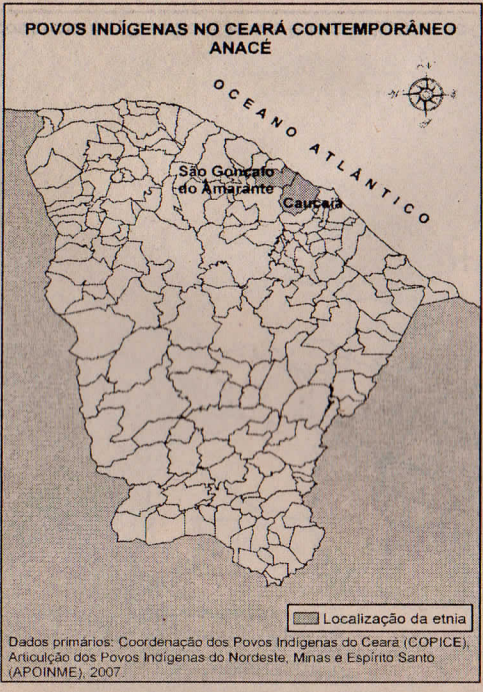 POVOS INDÍGENAS NO CEARÁ CONTEMPORÂNEO
ANACÉ
OCEANO ATLÂNTICO
São Gonçalo
do Amarante
Caucaia
Localização da etnia
Dados primários: Coordenação dos Povos Indígenas do Ceará (COPICE),
Articulção dos Povos Indígenas do Nordeste, Minas e Espírito Santo
(APOINME), 2007.